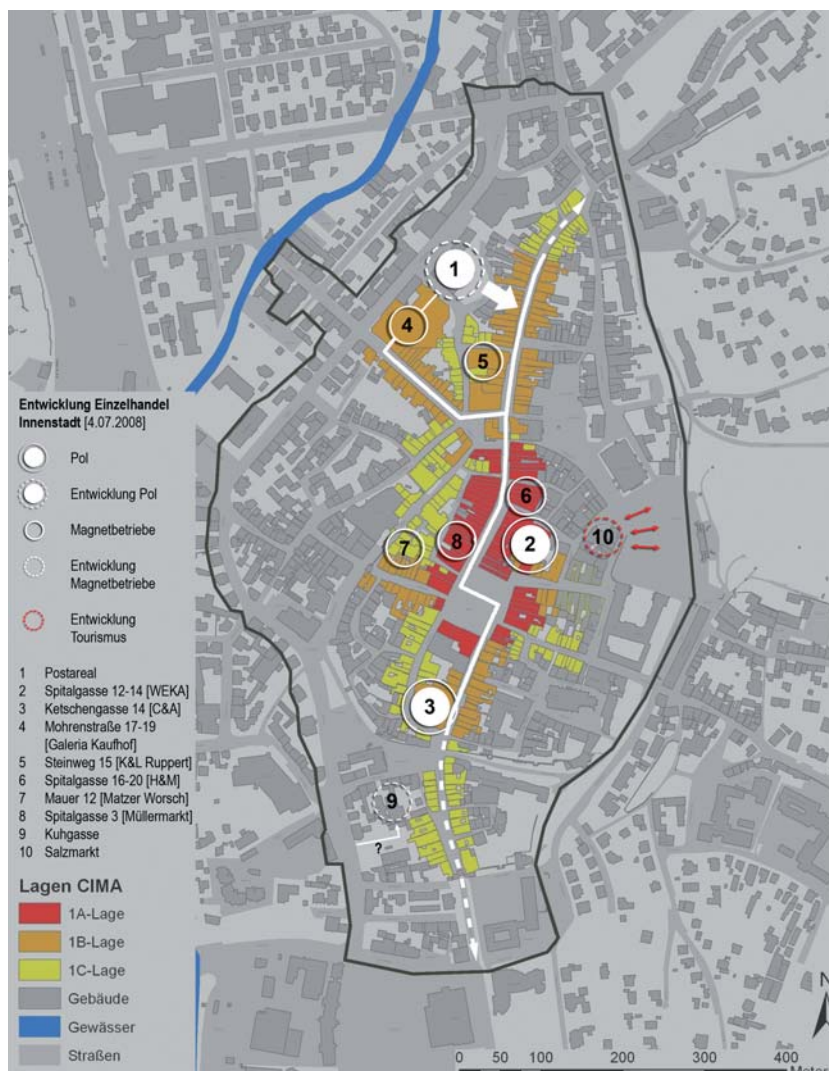 1
4
5
6
2
10
7
8
3
9
?
Entwicklung Einzelhandel
Innenstadt [4.07.2008]
Pol
Entwicklung Pol
Magnetbetriebe
Entwicklung
Magnetbetriebe
Entwicklung
Tourismus
1 Postareal
2 Spitalgasse 12-14 [WEKA]
3 Ketschengasse 14 [C&A]
4 Mohrenstraße 17-19
[Galeria Kaufhof]
5 Steinweg 15 [K&L Ruppert]
6 Spitalgasse 16-20 [H&M]
7 Mauer 12 [Matzer Worsch]
8 Spitalgasse 3 [Müllermarkt]
9 Kuhgasse
10 Salzmarkt
Lagen CIMA
1A-Lage
1B-Lage
1C-Lage
Gebäude
Gewässer
Straßen
N
0 50 100 200 300 400
Meter